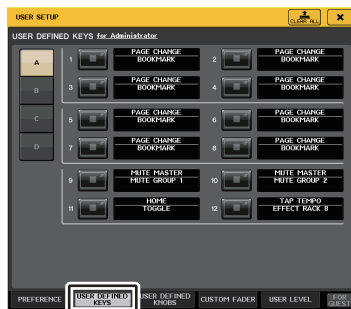 USER SETUP
CLEAR ALL
USER DEFINED KEYS for Administrator
A
B
C
D
1
PAGE CHANGE
BOOKMARK
2
PAGE CHANGE
BOOKMARK
3
PAGE CHANGE
BOOKMARK
4
PAGE CHANGE
BOOKMARK
5
PAGE CHANGE
BOOKMARK
6
PAGE CHANGE
BOOKMARK
7
PAGE CHANGE
BOOKMARK
8
PAGE CHANGE
BOOKMARK
9
MUTE MASTER
MUTE GROUP 1
10
MUTE MASTER
MUTE GROUP 2
11
HOME
TOGGLE
12
TAP TEMPO
EFFECT RACK 8
PREFERENCE
USER DEFINED
KEYS
USER DEFINED
KNOBS
CUSTOM FADER
USER LEVEL
FOR
GUEST